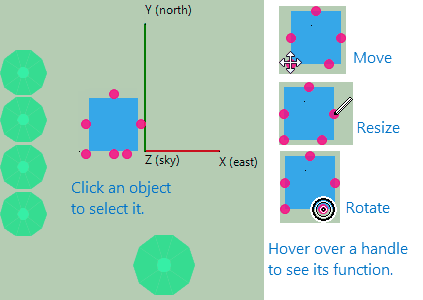 Y (north)
Z (sky)
X (east)
Click an object
to select it.
Move
Resize
Rotate
Hover over a handle
to see its function.